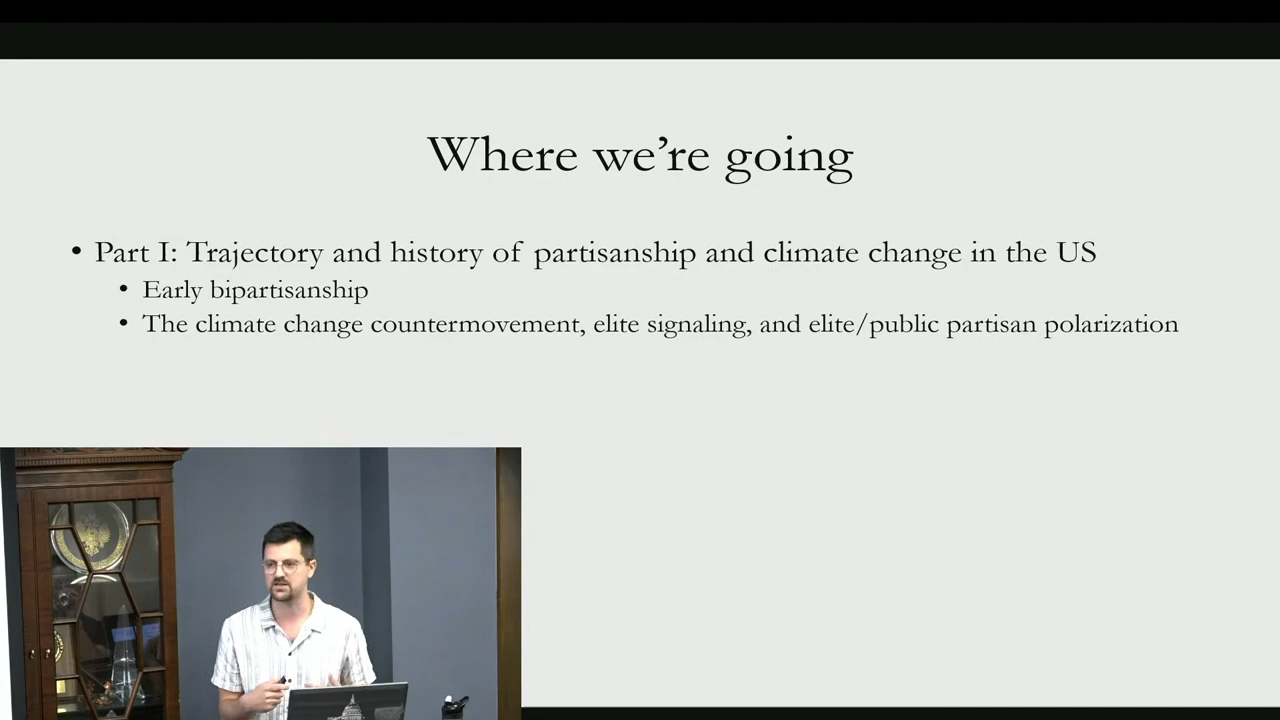 Where we're going
• Part I: Trajectory and history of partisanship and climate change in the US
• Early bipartisanship
• The climate change countermovement, elite signaling, and elite/public partisan polarization